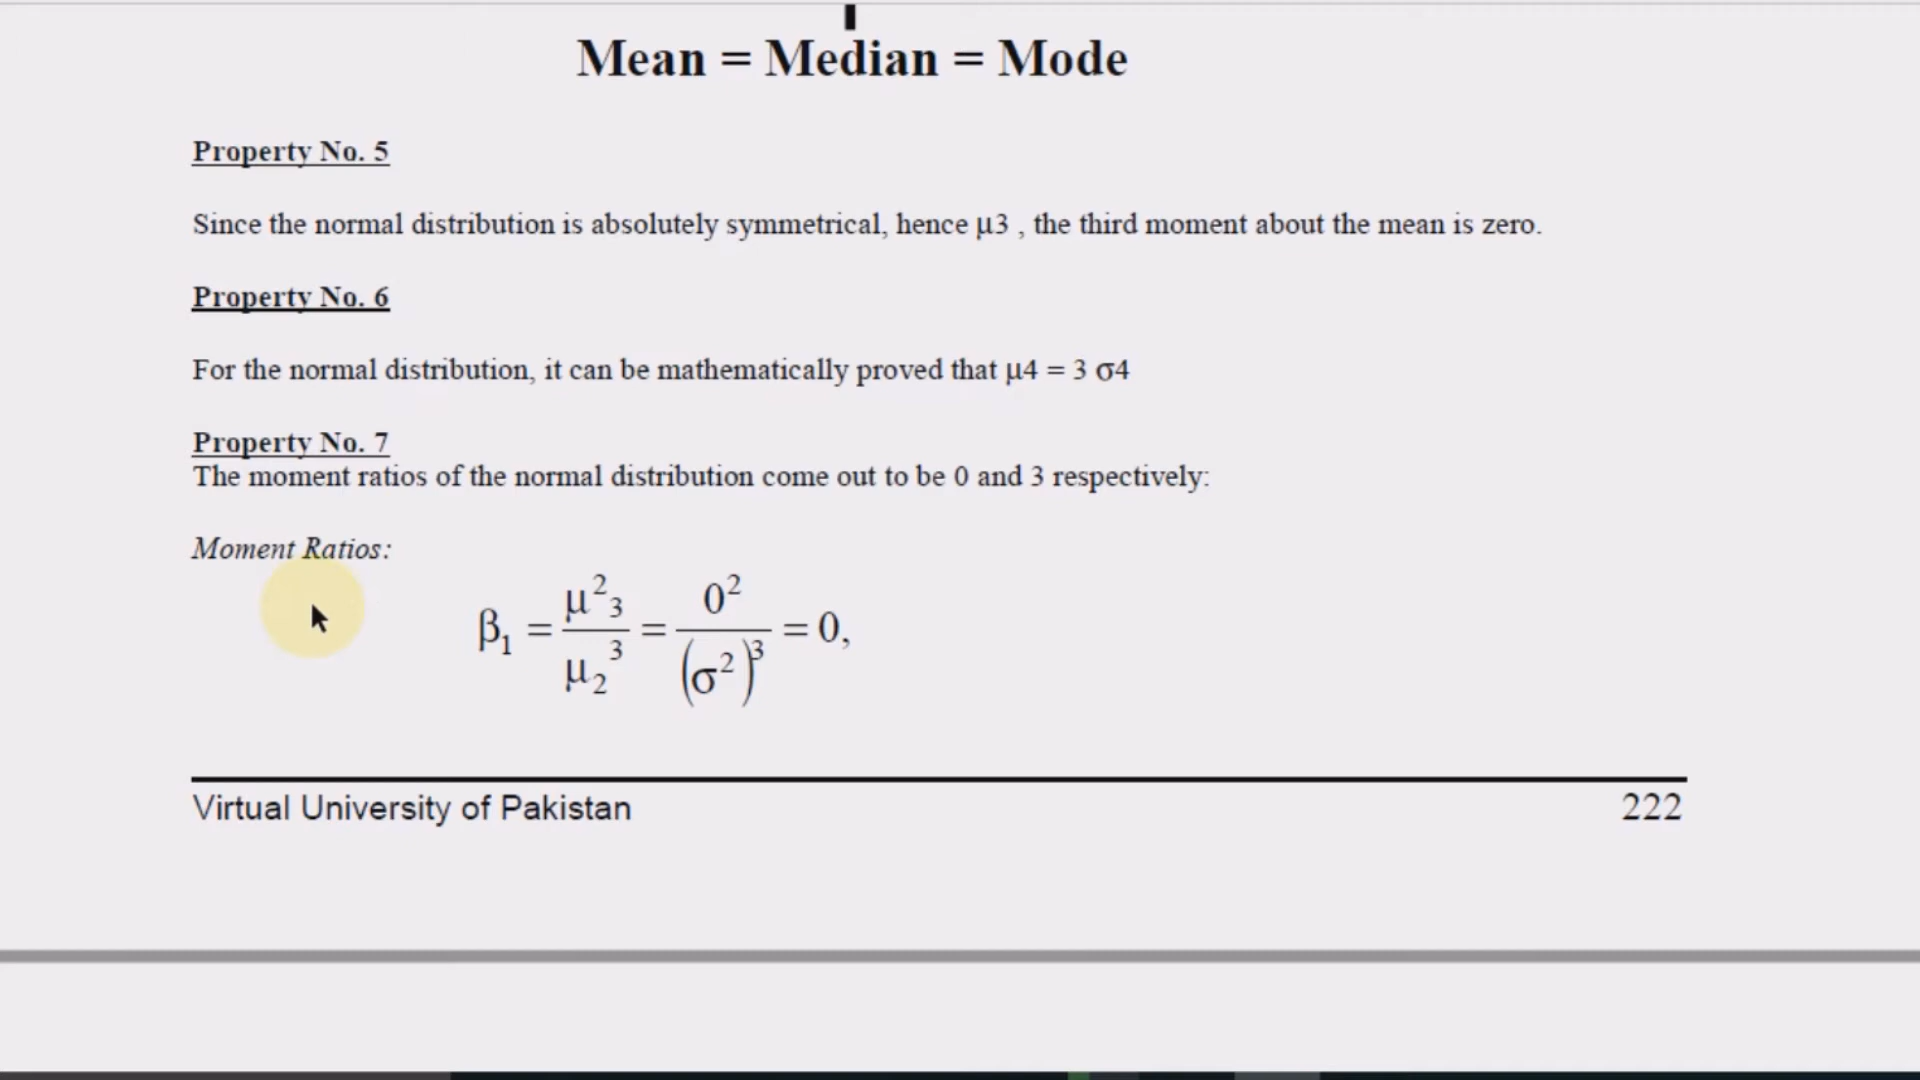 Mean = Median = Mode
Property No. 5
Since the normal distribution is absolutely symmetrical, hence μ3 , the third moment about the mean is zero.
Property No. 6
For the normal distribution, it can be mathematically proved that μ4 = 3 σ4
Property No. 7
The moment ratios of the normal distribution come out to be 0 and 3 respectively:
Moment Ratios:
β₁ = μ²₃ / μ₂³ = 0² / (σ²)³ = 0,
Virtual University of Pakistan 222